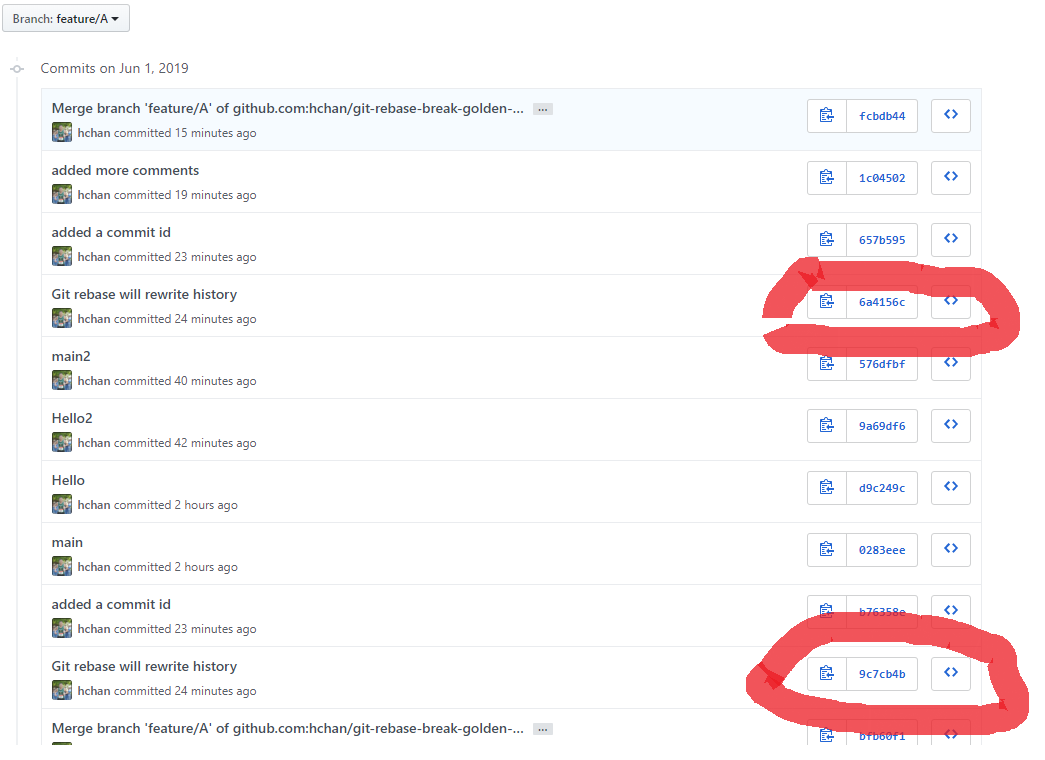 Branch: feature/A
Commits on Jun 1, 2019
Merge branch 'feature/A' of github.com:hchan/git-rebase-break-golden-... ...
fcbdb44
hchan committed 15 minutes ago
added more comments
1c04502
hchan committed 19 minutes ago
added a commit id
657b595
hchan committed 23 minutes ago
Git rebase will rewrite history
6a4156c
hchan committed 24 minutes ago
main2
576dfbf
hchan committed 40 minutes ago
Hello2
9a69df6
hchan committed 42 minutes ago
Hello
d9c249c
hchan committed 2 hours ago
main
0283eee
hchan committed 2 hours ago
added a commit id
b76358e
hchan committed 23 minutes ago
Git rebase will rewrite history
9c7cb4b
hchan committed 24 minutes ago
Merge branch 'feature/A' of github.com:hchan/git-rebase-break-golden-... ...
bfb60f1